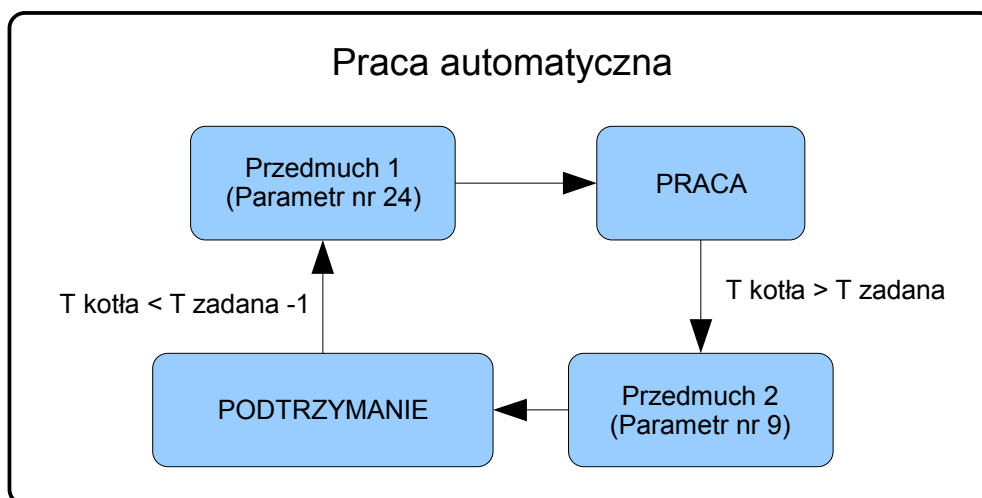 Praca automatyczna
Przedmuch 1
(Parametr nr 24)
PRACA
T kotła < T zadana -1
T kotła > T zadana
PODTRZYMANIE
Przedmuch 2
(Parametr nr 9)